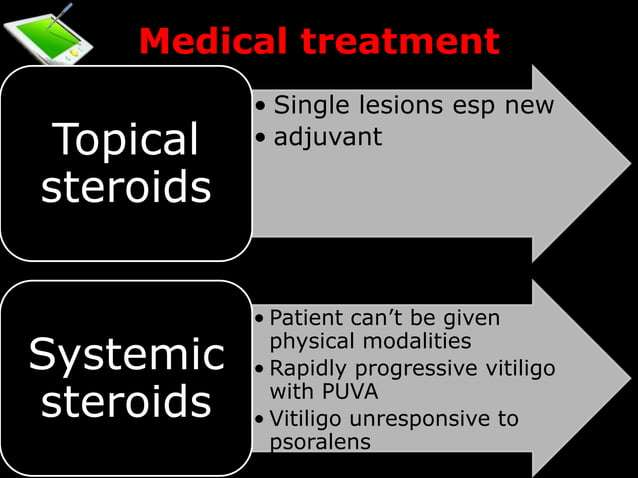 Medical treatment
Topical
steroids
• Single lesions esp new
• adjuvant
Systemic
steroids
• Patient can’t be given
physical modalities
• Rapidly progressive vitiligo
with PUVA
• Vitiligo unresponsive to
psoralens